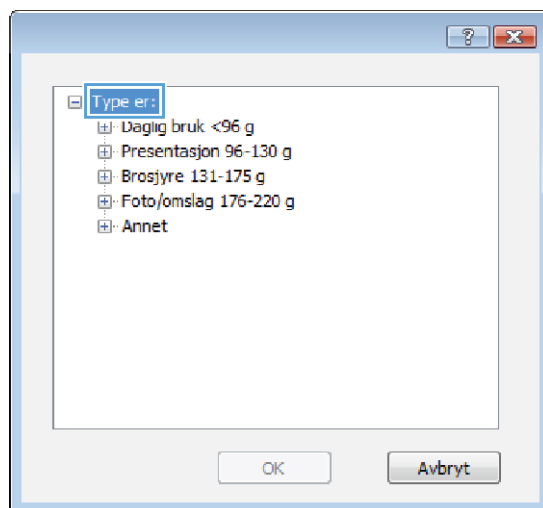 Type er:
Daglig bruk <96 g
Presentasjon 96-130 g
Brosjyre 131-175 g
Foto/omslag 176-220 g
Annet
OK
Avbryt